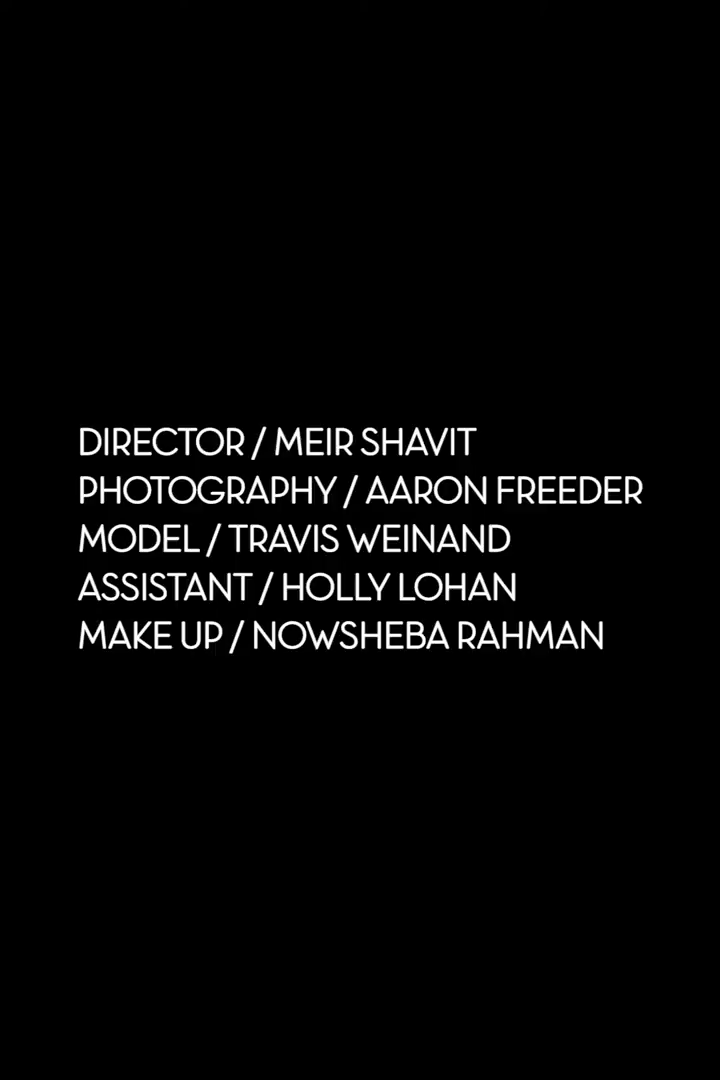 DIRECTOR / MEIR SHAVIT
PHOTOGRAPHY / AARON FREEDER
MODEL / TRAVIS WEINAND
ASSISTANT / HOLLY LOHAN
MAKE UP / NOWSHEBA RAHMAN